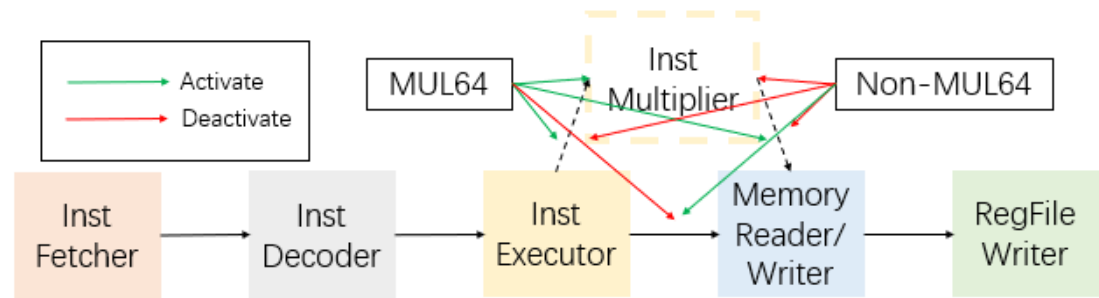 Activate
Deactivate
MUL64
Inst
Multiplier
Non-MUL64
Inst
Fetcher
Inst
Decoder
Inst
Executor
Memory
Reader/
Writer
RegFile
Writer